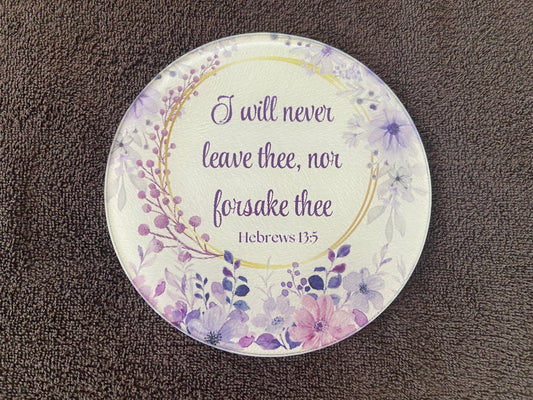 I will never
leave thee, nor
forsake thee
Hebrews 13:5